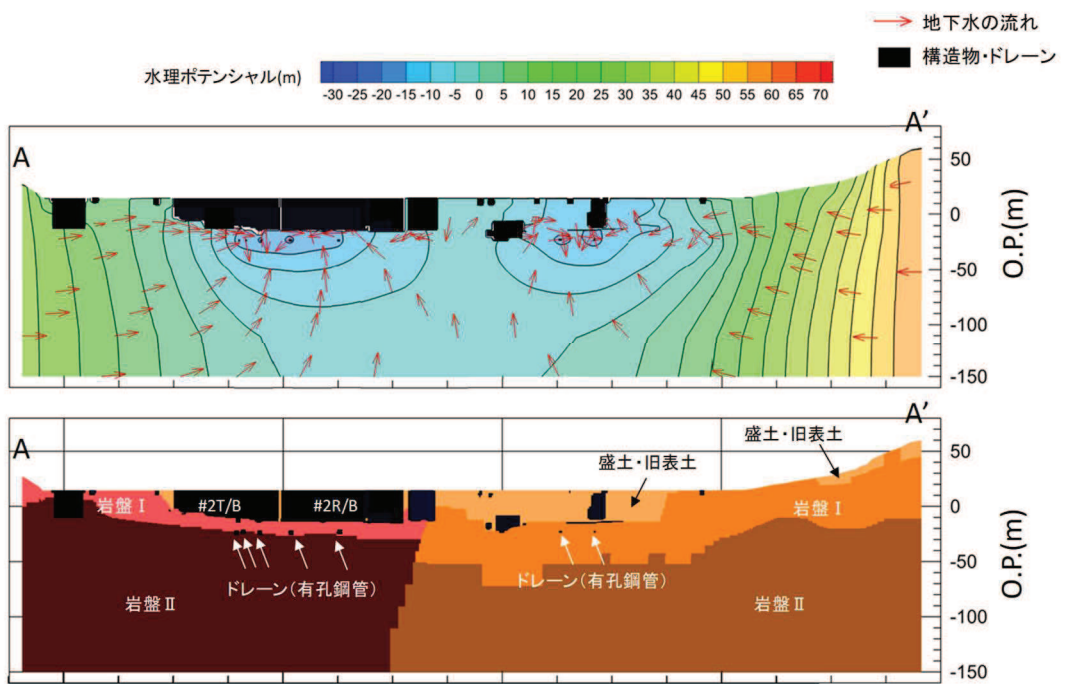 地下水の流れ
構造物・ドレーン
水理ポテンシャル(m)
-30 -25 -20 -15 -10 -5 0 5 10 15 20 25 30 35 40 45 50 55 60 65 70
A
A’
50
0
-50
-100
-150
O.P.(m)
A
A’
盛土・旧表土
盛土・旧表土
50
岩盤Ⅰ
#2T/B
#2R/B
岩盤Ⅰ
0
ドレーン(有孔鋼管)
ドレーン(有孔鋼管)
-50
岩盤Ⅱ
岩盤Ⅱ
-100
-150
O.P.(m)